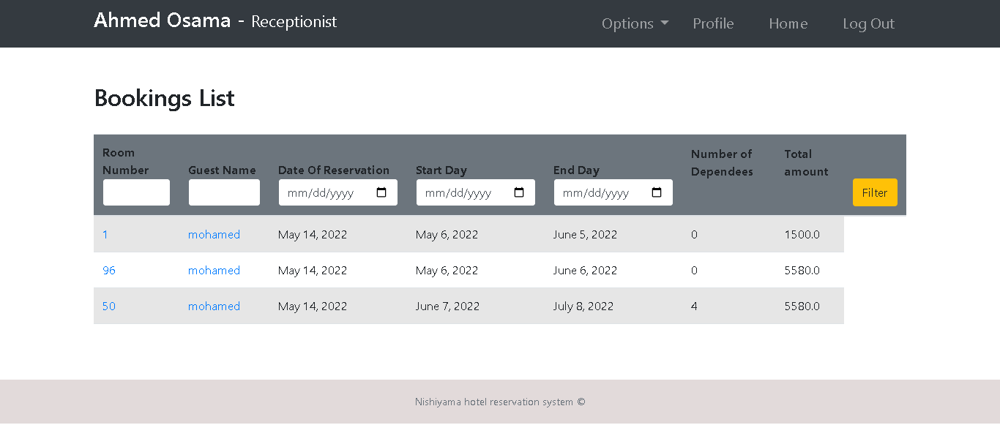 Ahmed Osama - Receptionist Options Profile Home Log Out
Bookings List
Room Number Guest Name Date Of Reservation Start Day End Day Number of Dependees Total amount
mm/dd/yyyy mm/dd/yyyy mm/dd/yyyy Filter
1 mohamed May 14, 2022 May 6, 2022 June 5, 2022 0 1500.0
96 mohamed May 14, 2022 May 6, 2022 June 6, 2022 0 5580.0
50 mohamed May 14, 2022 June 7, 2022 July 8, 2022 4 5580.0
Nishiyama hotel reservation system ©